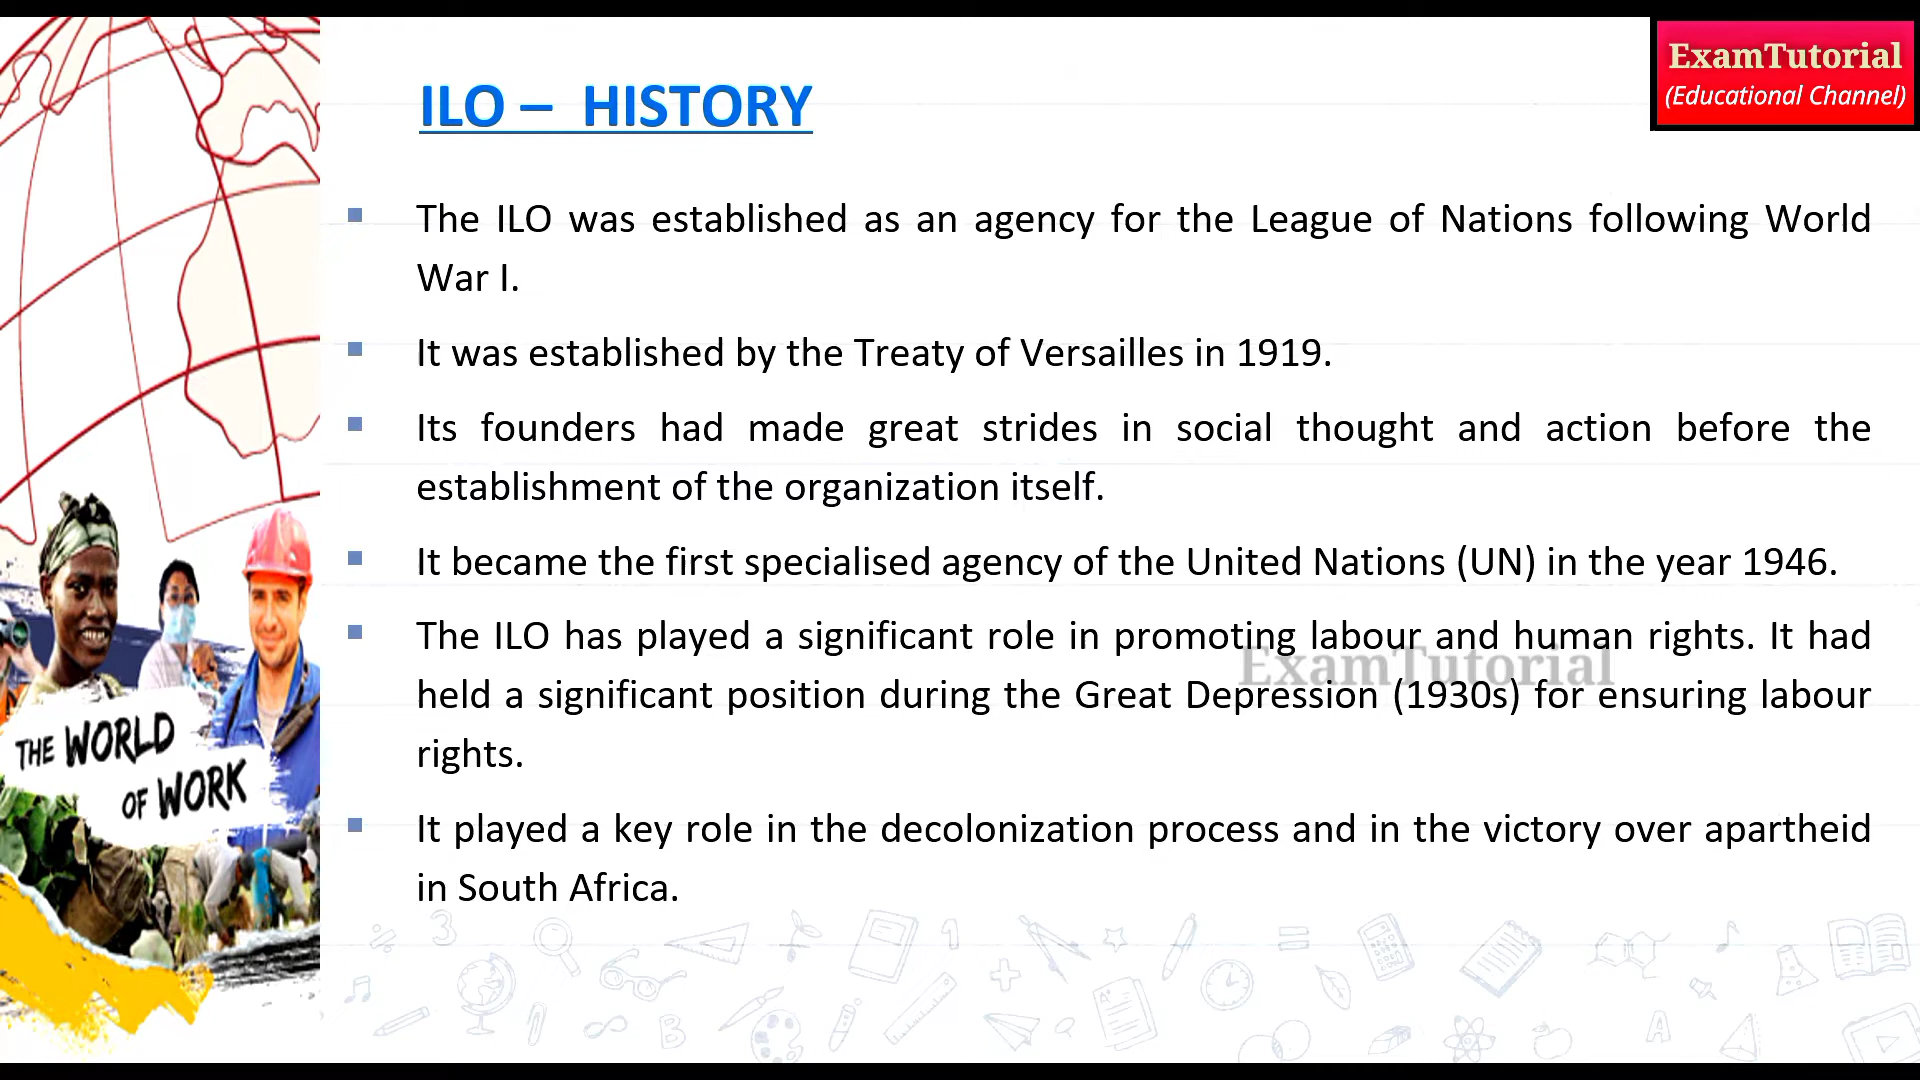 ILO – HISTORY
ExamTutorial
(Educational Channel)
The ILO was established as an agency for the League of Nations following World
War I.
It was established by the Treaty of Versailles in 1919.
Its founders had made great strides in social thought and action before the
establishment of the organization itself.
It became the first specialised agency of the United Nations (UN) in the year 1946.
The ILO has played a significant role in promoting labour and human rights. It had
held a significant position during the Great Depression (1930s) for ensuring labour
rights.
It played a key role in the decolonization process and in the victory over apartheid
in South Africa.
ExamTutorial
THE WORLD
OF WORK